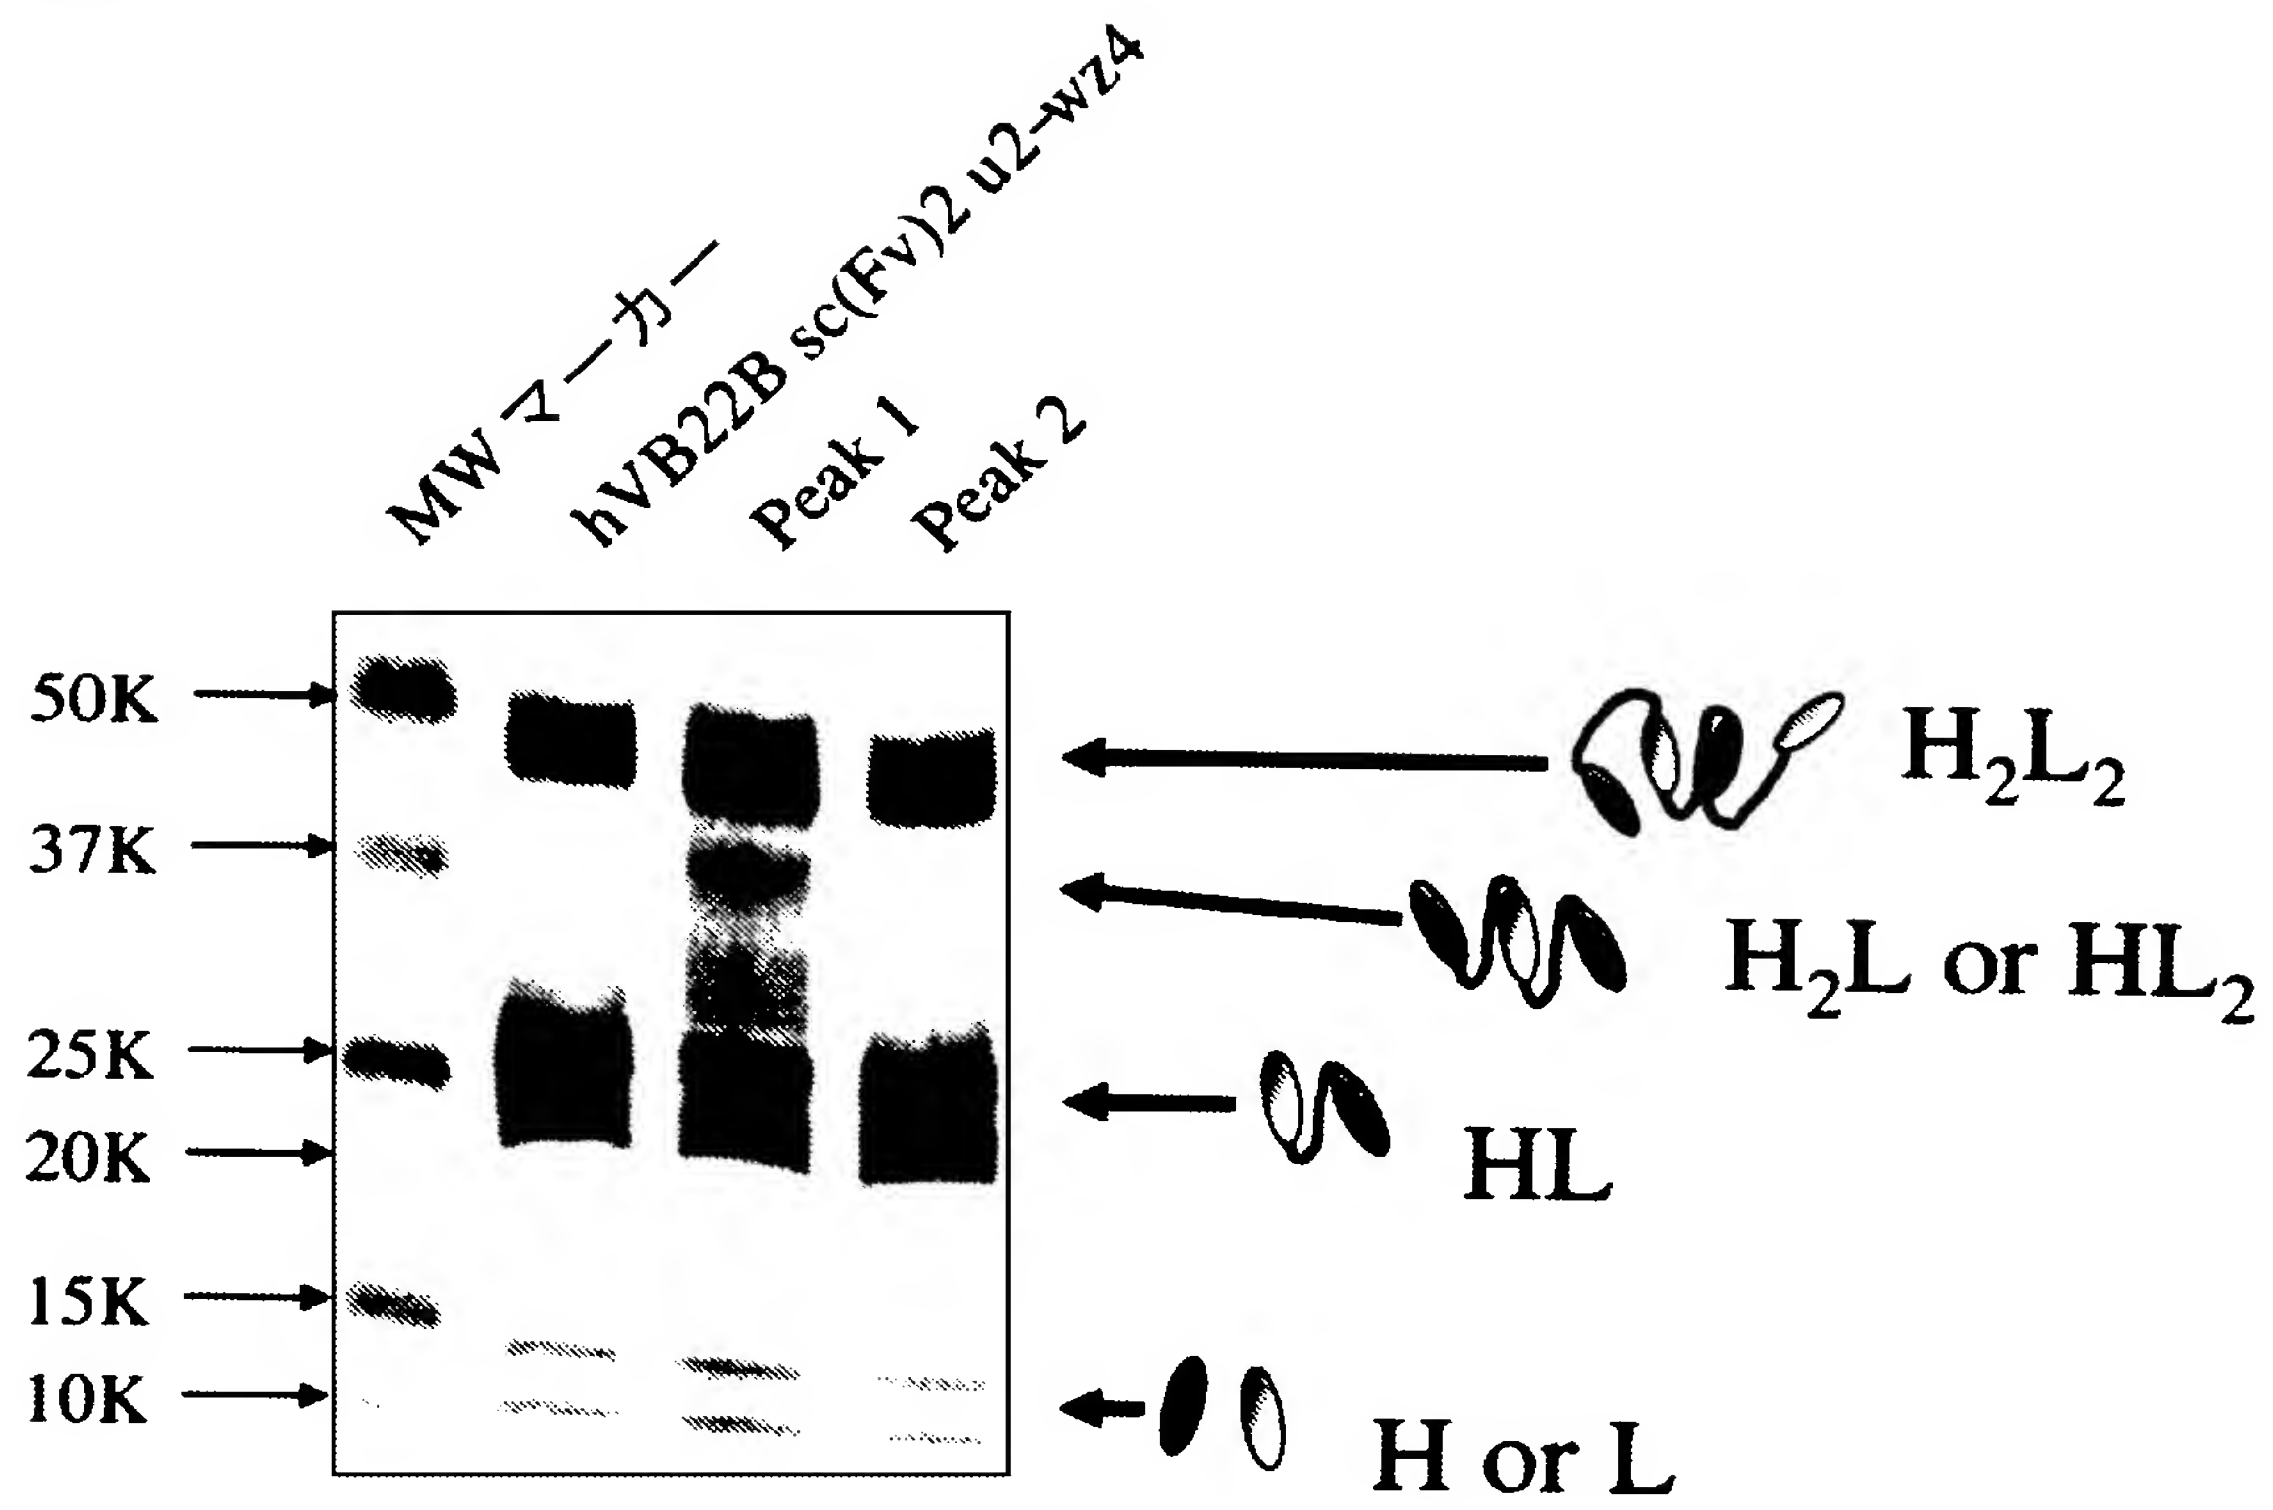 MW マーカー
hVB22B sc(Fv)2 u2-wz4
Peak 1
Peak 2
50K
37K
25K
20K
15K
10K
H₂L₂
H₂L or HL₂
HL
H or L